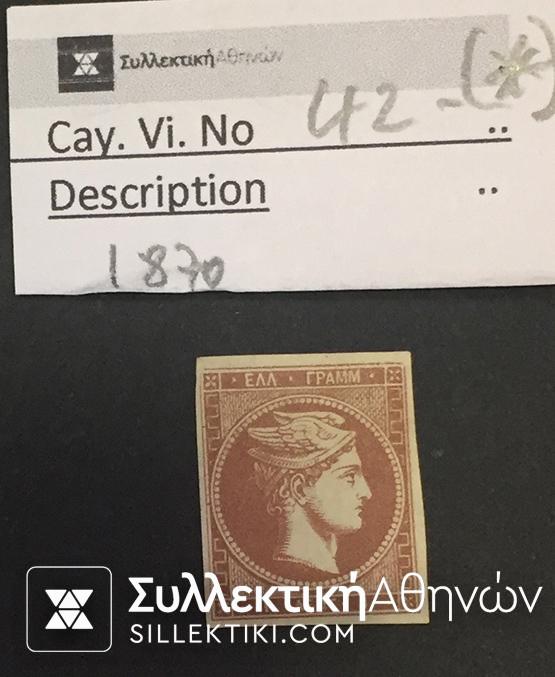 ΣυλλεκτικήΑθηνών
Cay. Vi. No 42 - (*) ..
Description ..
1870
ΕΛΛ · ΓΡΑΜΜ
ΣυλλεκτικήΑθηνών
SILLEKTIKI.COM